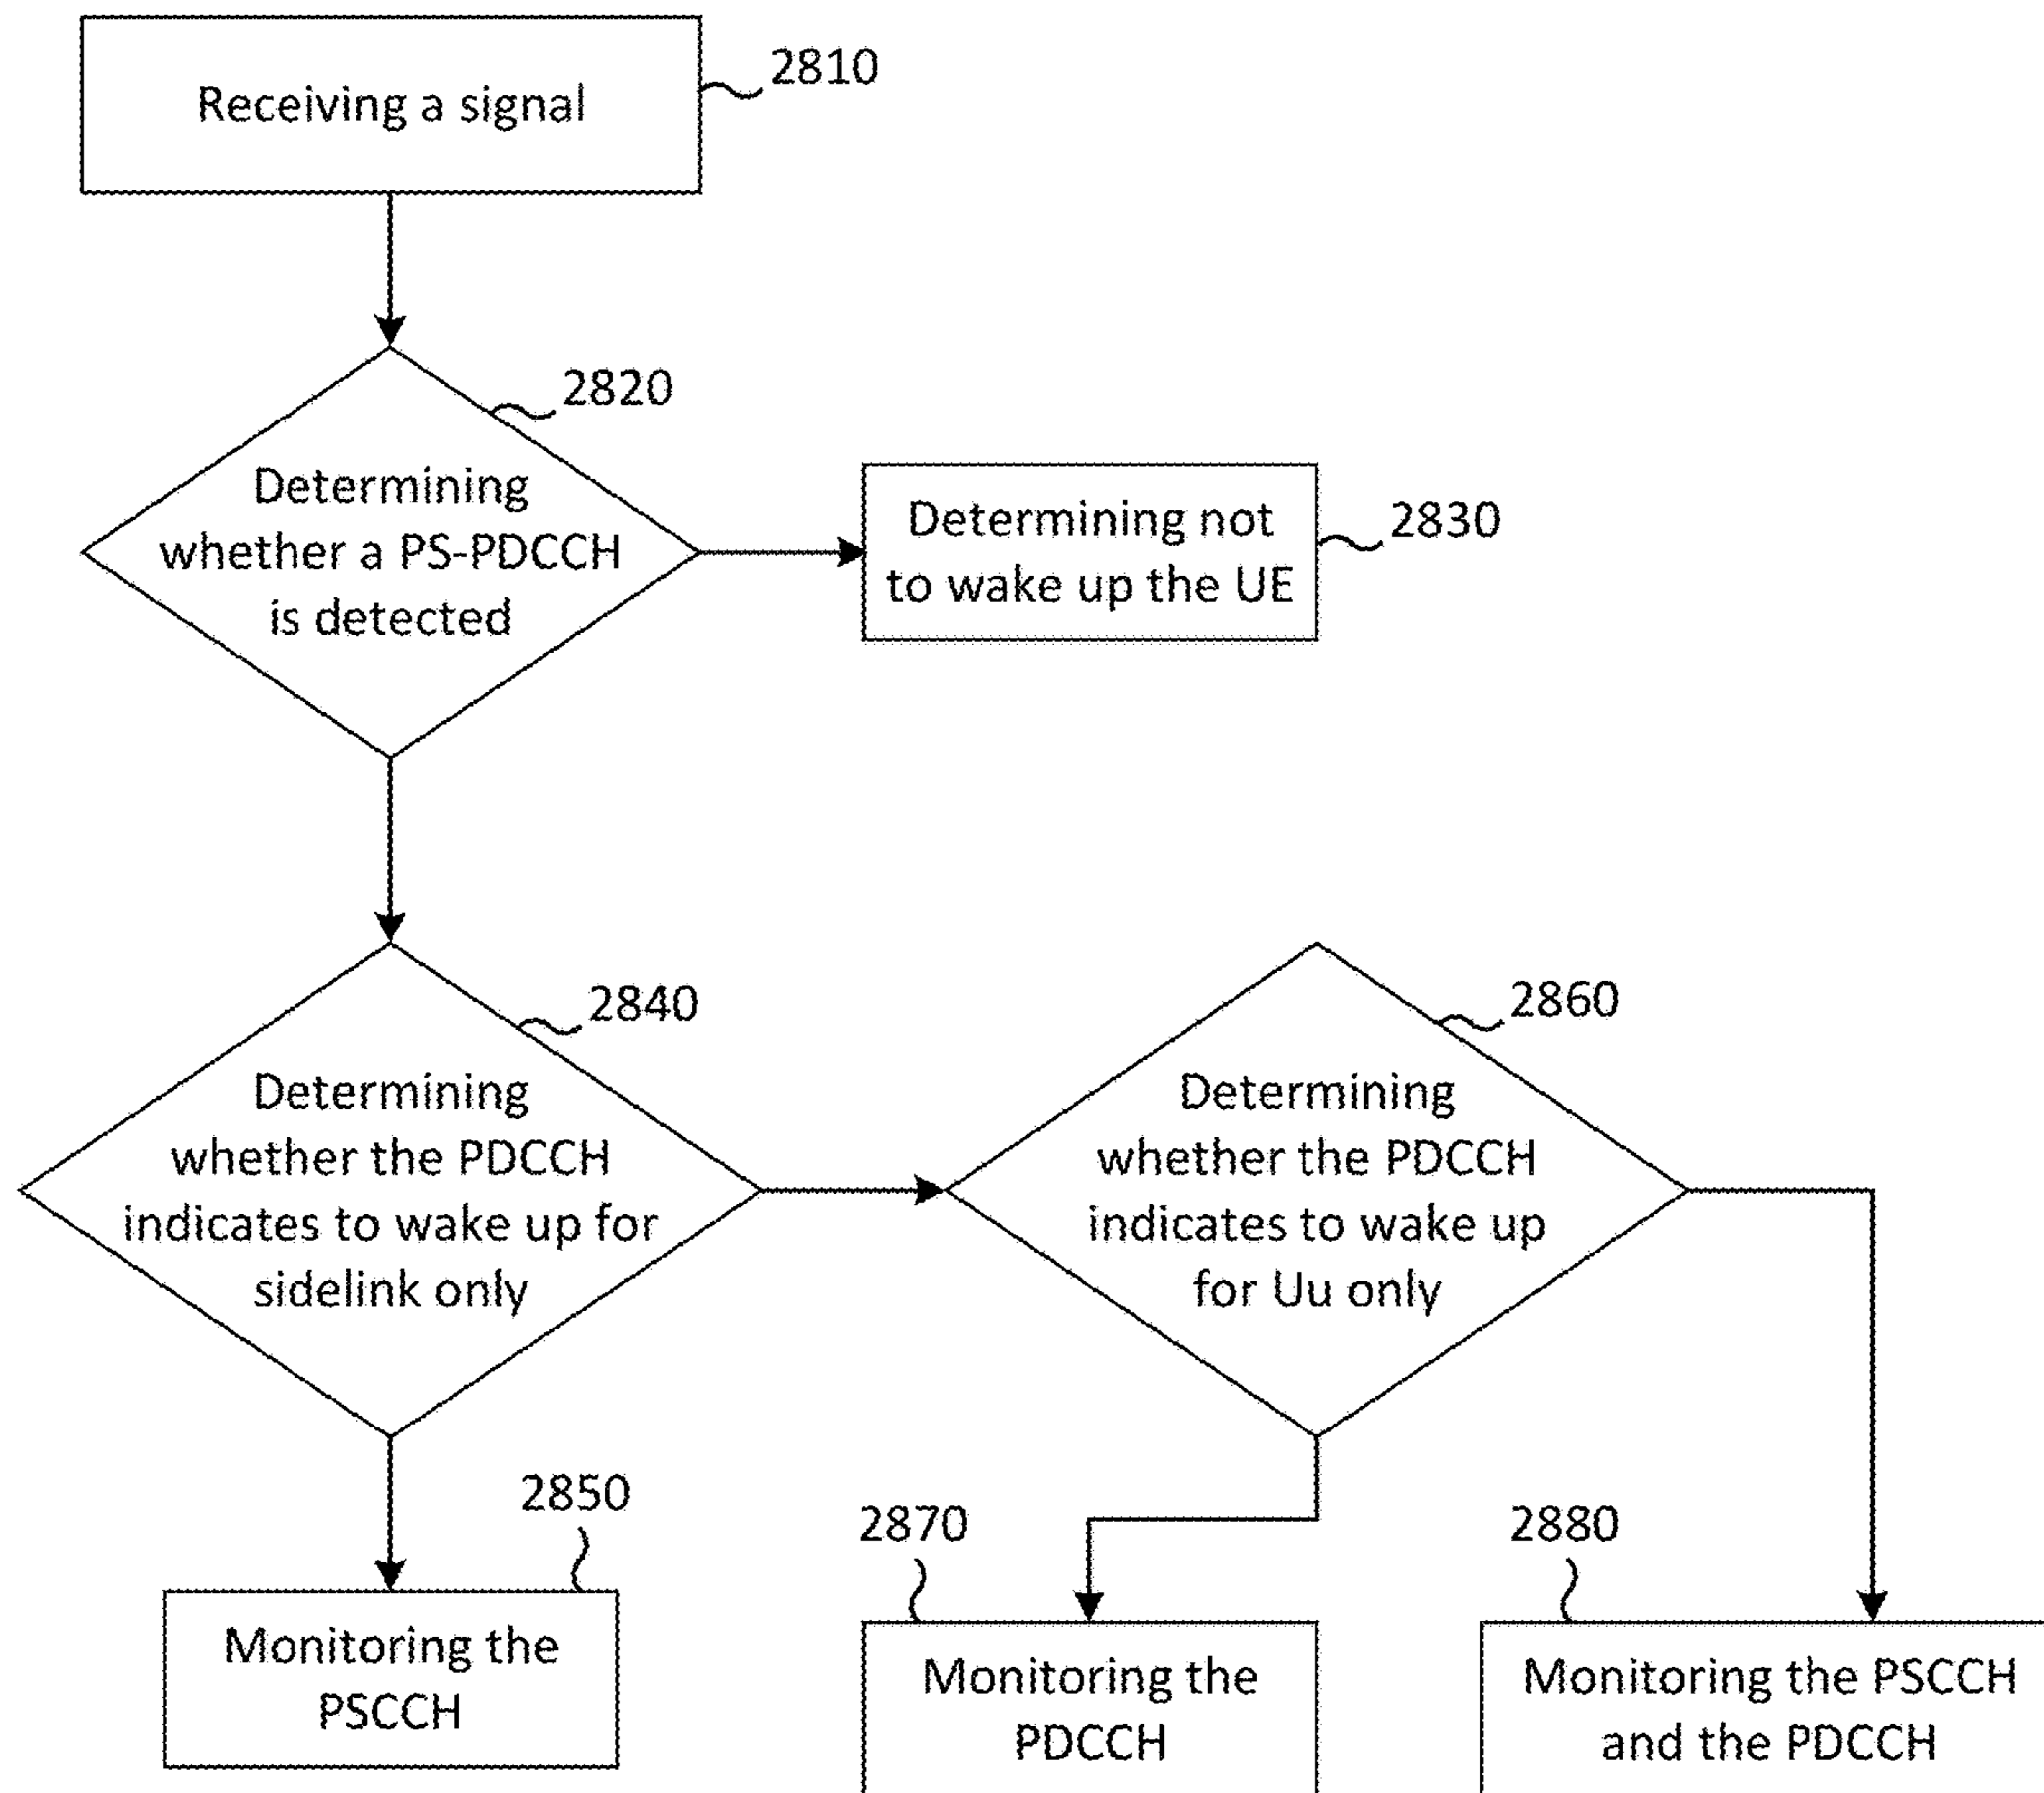 Receiving a signal
2810
2820
Determining
whether a PS-PDCCH
is detected
Determining not
to wake up the UE
2830
2840
Determining
whether the PDCCH
indicates to wake up for
sidelink only
2860
Determining
whether the PDCCH
indicates to wake up
for Uu only
2850
Monitoring the
PSCCH
2870
Monitoring the
PDCCH
2880
Monitoring the PSCCH
and the PDCCH